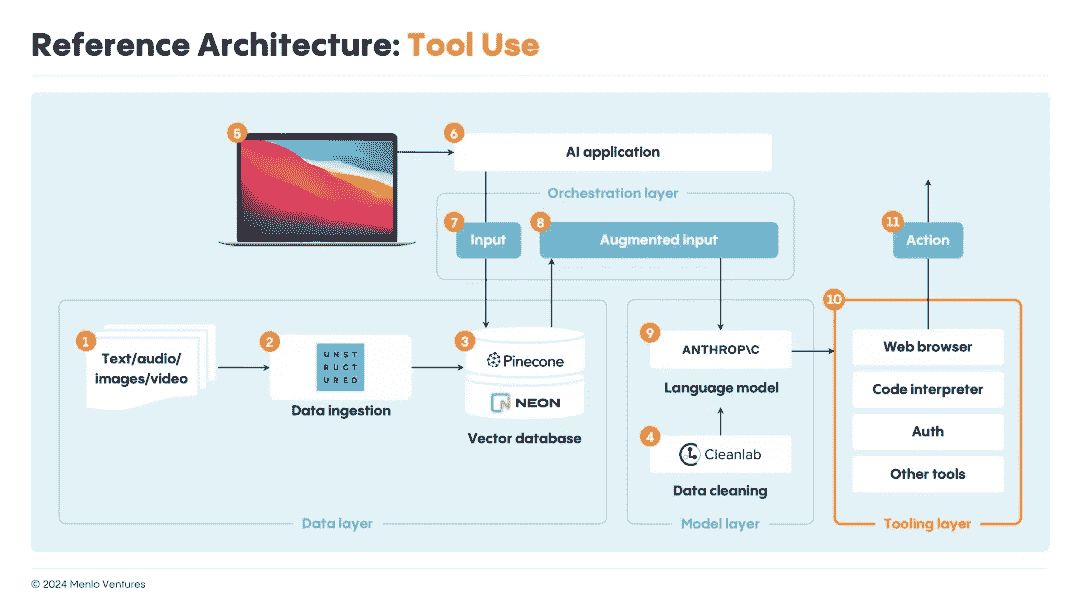 Reference Architecture: Tool Use
5
6
AI application
Orchestration layer
7
Input
8
Augmented input
11
Action
1
Text/audio/
images/video
2
UNST
RUCT
URED
Data ingestion
3
Pinecone
NEON
Vector database
Data layer
9
ANTHROP\C
Language model
4
Cleanlab
Data cleaning
Model layer
10
Web browser
Code interpreter
Auth
Other tools
Tooling layer
© 2024 Menlo Ventures